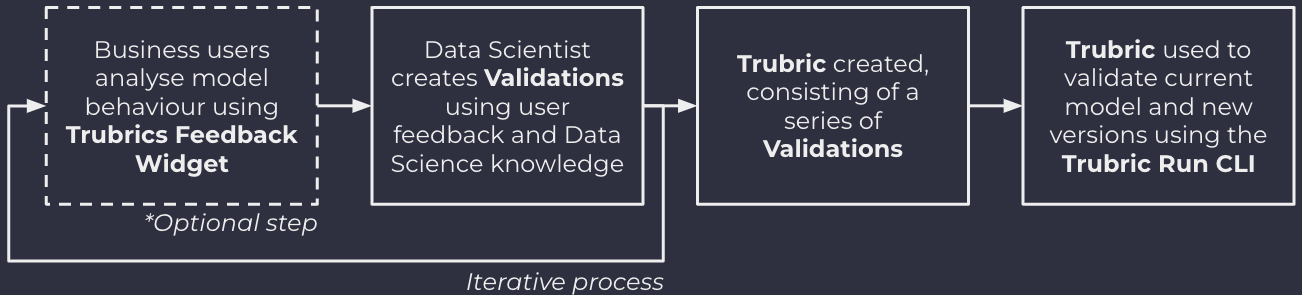 Business users
analyse model
behaviour using
Trubrics Feedback
Widget
*Optional step
Data Scientist
creates Validations
using user
feedback and Data
Science knowledge
Iterative process
Trubric created,
consisting of a
series of
Validations
Trubric used to
validate current
model and new
versions using the
Trubric Run CLI